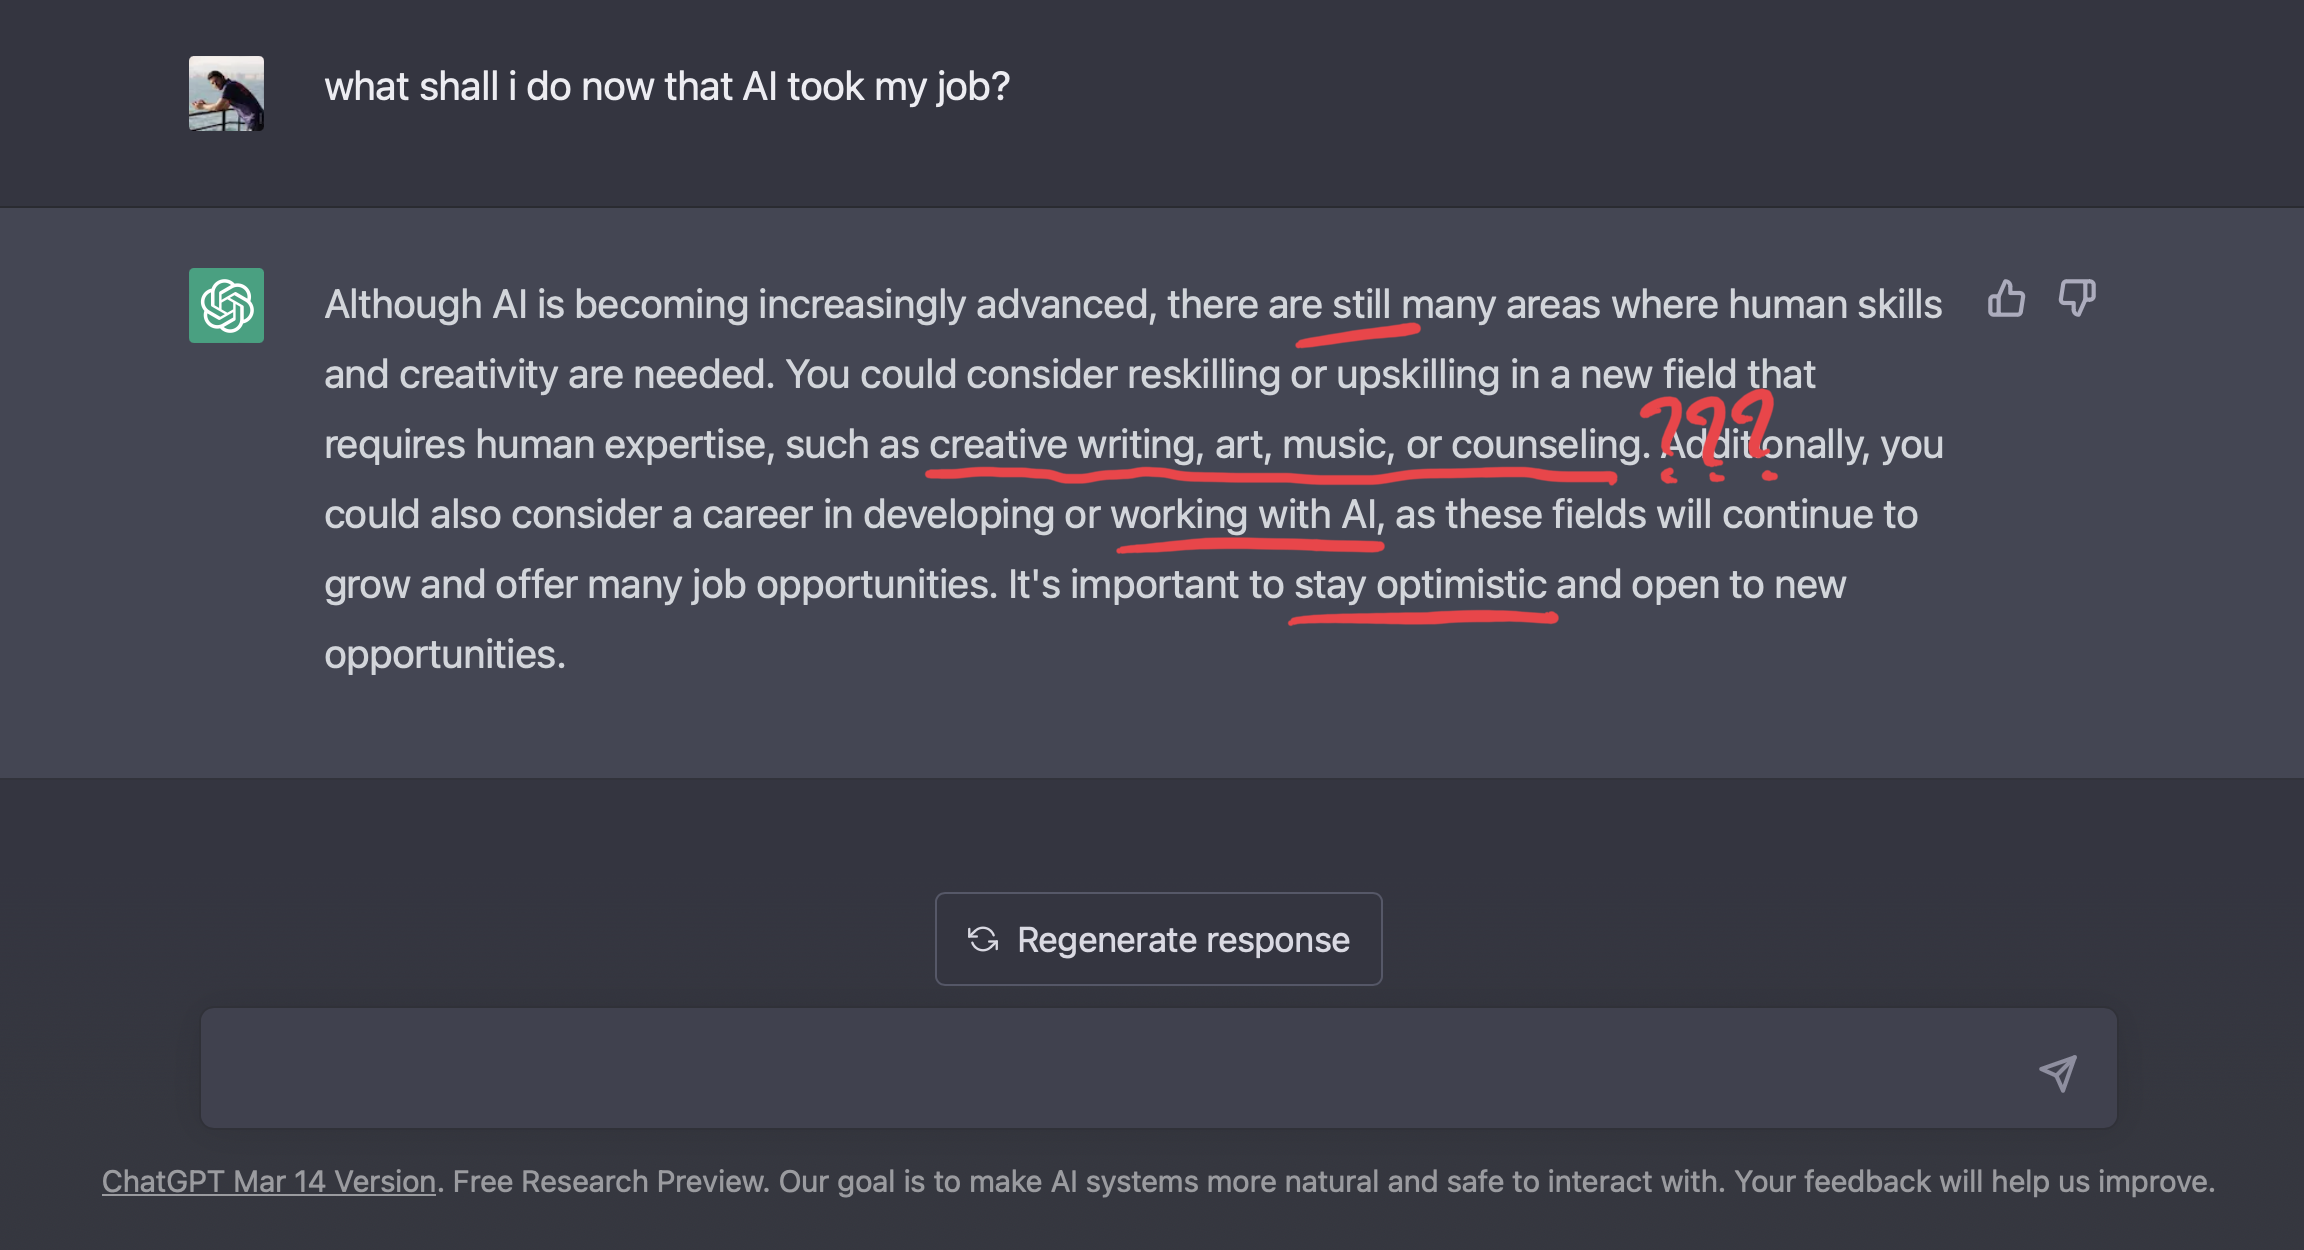 what shall i do now that AI took my job?
Although AI is becoming increasingly advanced, there are still many areas where human skills
and creativity are needed. You could consider reskilling or upskilling in a new field that
requires human expertise, such as creative writing, art, music, or counseling. Additionally, you
???
could also consider a career in developing or working with AI, as these fields will continue to
grow and offer many job opportunities. It's important to stay optimistic and open to new
opportunities.
Regenerate response
ChatGPT Mar 14 Version. Free Research Preview. Our goal is to make AI systems more natural and safe to interact with. Your feedback will help us improve.